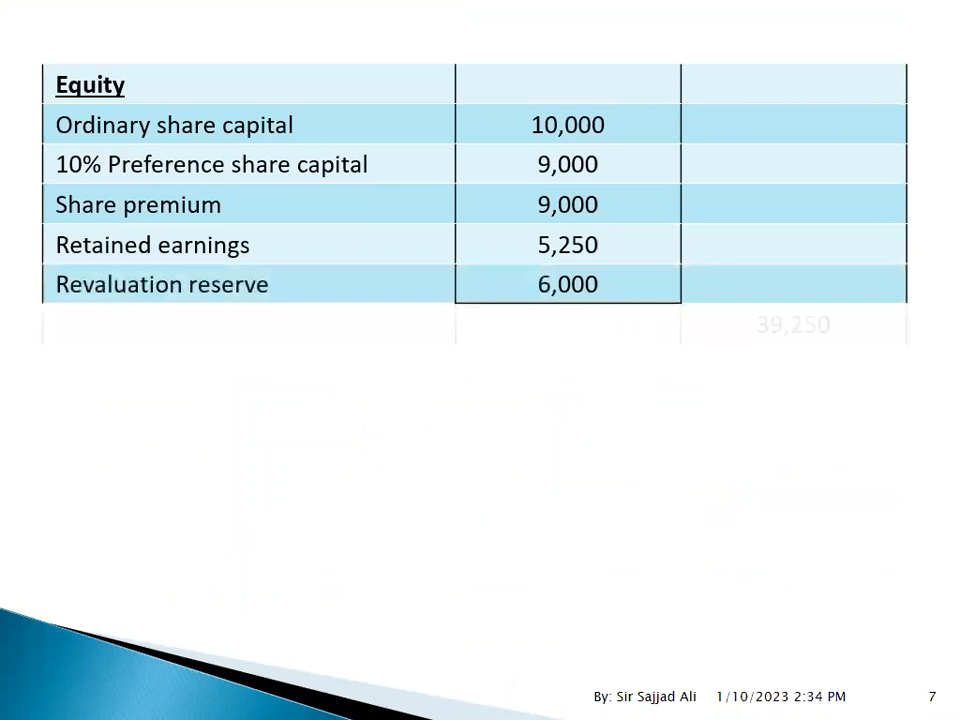 Equity
Ordinary share capital 10,000
10% Preference share capital 9,000
Share premium 9,000
Retained earnings 5,250
Revaluation reserve 6,000
39,250
By: Sir Sajjad Ali 1/10/2023 2:34 PM 7